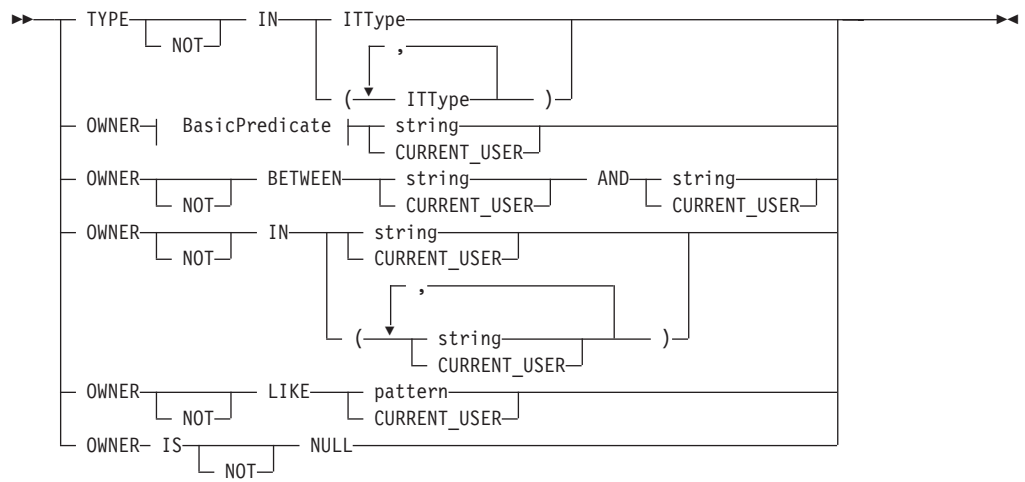 TYPE IN ITType
NOT ,
( ITType )
OWNER BasicPredicate string
CURRENT_USER
OWNER BETWEEN string AND string
NOT CURRENT_USER CURRENT_USER
OWNER IN string
NOT CURRENT_USER
,
( string )
CURRENT_USER
OWNER LIKE pattern
NOT CURRENT_USER
OWNER IS NULL
NOT